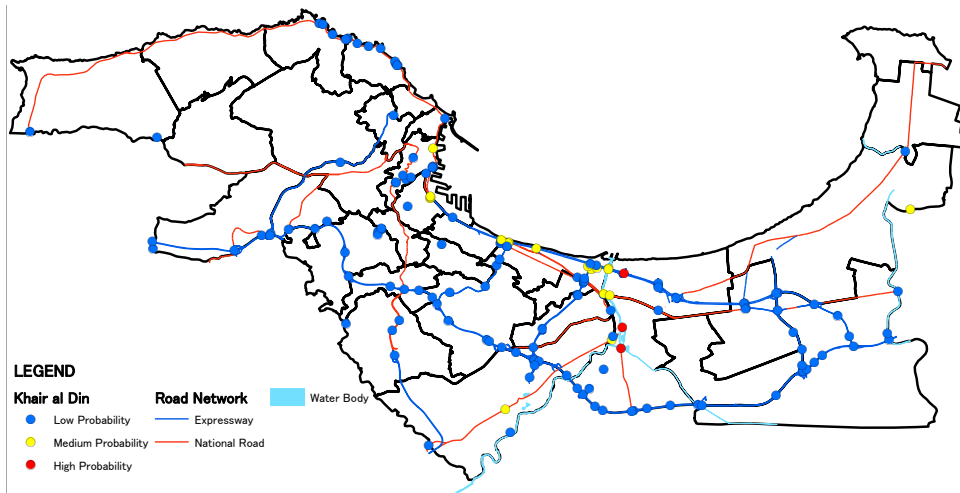 LEGEND
Khair al Din
Low Probability
Medium Probability
High Probability
Road Network
Expressway
National Road
Water Body